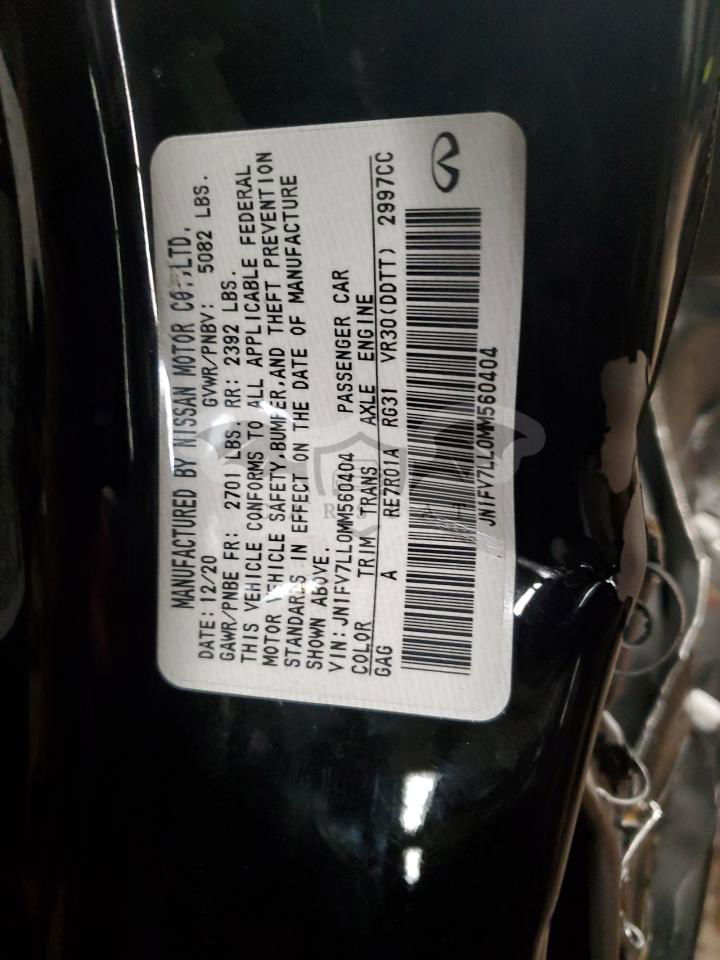 MANUFACTURED BY NISSAN MOTOR CO.,LTD.
DATE: 12/20 GVWR/PNBV: 5082 LBS.
GAWR/PNBE FR: 2701 LBS. RR: 2392 LBS.
THIS VEHICLE CONFORMS TO ALL APPLICABLE FEDERAL
MOTOR VEHICLE SAFETY,BUMPER,AND THEFT PREVENTION
STANDARDS IN EFFECT ON THE DATE OF MANUFACTURE
SHOWN ABOVE.
VIN:JN1FV7LL0MM560404 PASSENGER CAR
COLOR TRIM TRANS AXLE ENGINE
GAG A RE7R01A RG31 VR30(DDTT) 2997CC
JN1FV7LL0MM560404